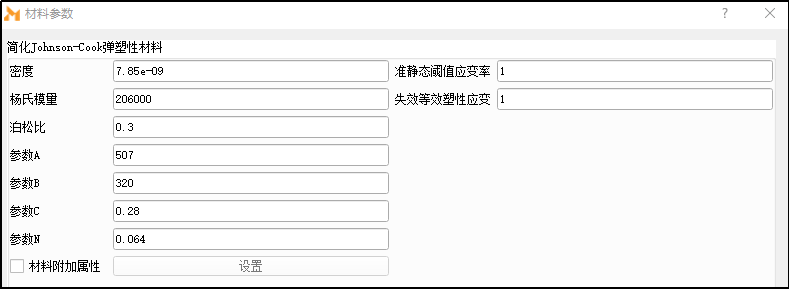 材料参数
?
简化Johnson-Cook弹塑性材料
密度 7.85e-09 准静态阈值应变率 1
杨氏模量 206000 失效等效塑性应变 1
泊松比 0.3
参数A 507
参数B 320
参数C 0.28
参数N 0.064
材料附加属性 设置